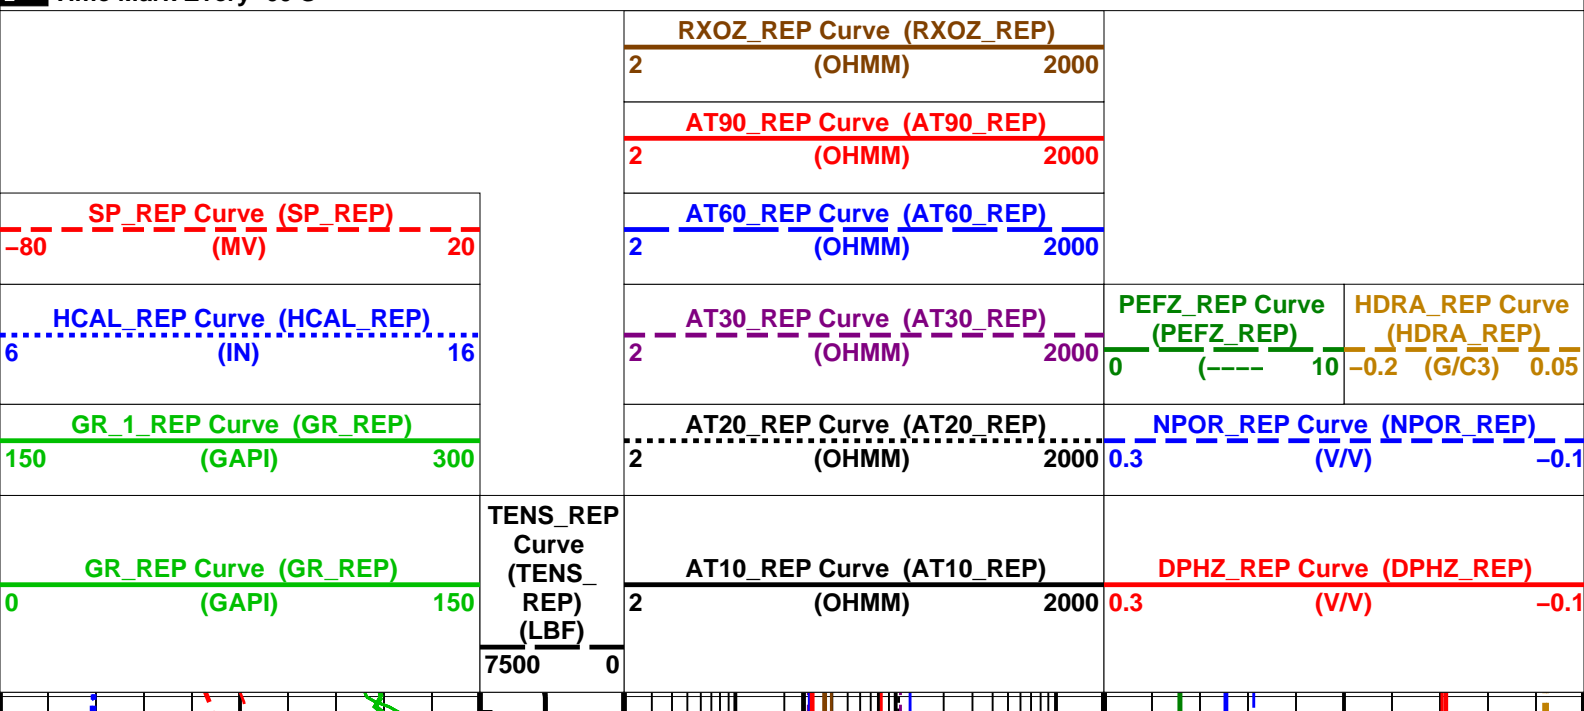 RXOZ_REP Curve (RXOZ_REP)
2 (OHMM) 2000
AT90_REP Curve (AT90_REP)
2 (OHMM) 2000
SP_REP Curve (SP_REP)
−80 (MV) 20
AT60_REP Curve (AT60_REP)
2 (OHMM) 2000
HCAL_REP Curve (HCAL_REP)
6 (IN) 16
AT30_REP Curve (AT30_REP)
2 (OHMM) 2000
PEFZ_REP Curve
(PEFZ_REP)
0 (−−−− 10
HDRA_REP Curve
(HDRA_REP)
−0.2 (G/C3) 0.05
GR_1_REP Curve (GR_REP)
150 (GAPI) 300
AT20_REP Curve (AT20_REP)
2 (OHMM) 2000
NPOR_REP Curve (NPOR_REP)
0.3 (V/V) −0.1
GR_REP Curve (GR_REP)
0 (GAPI) 150
TENS_REP
Curve
(TENS_
REP)
(LBF)
7500 0
AT10_REP Curve (AT10_REP)
2 (OHMM) 2000
DPHZ_REP Curve (DPHZ_REP)
0.3 (V/V) −0.1